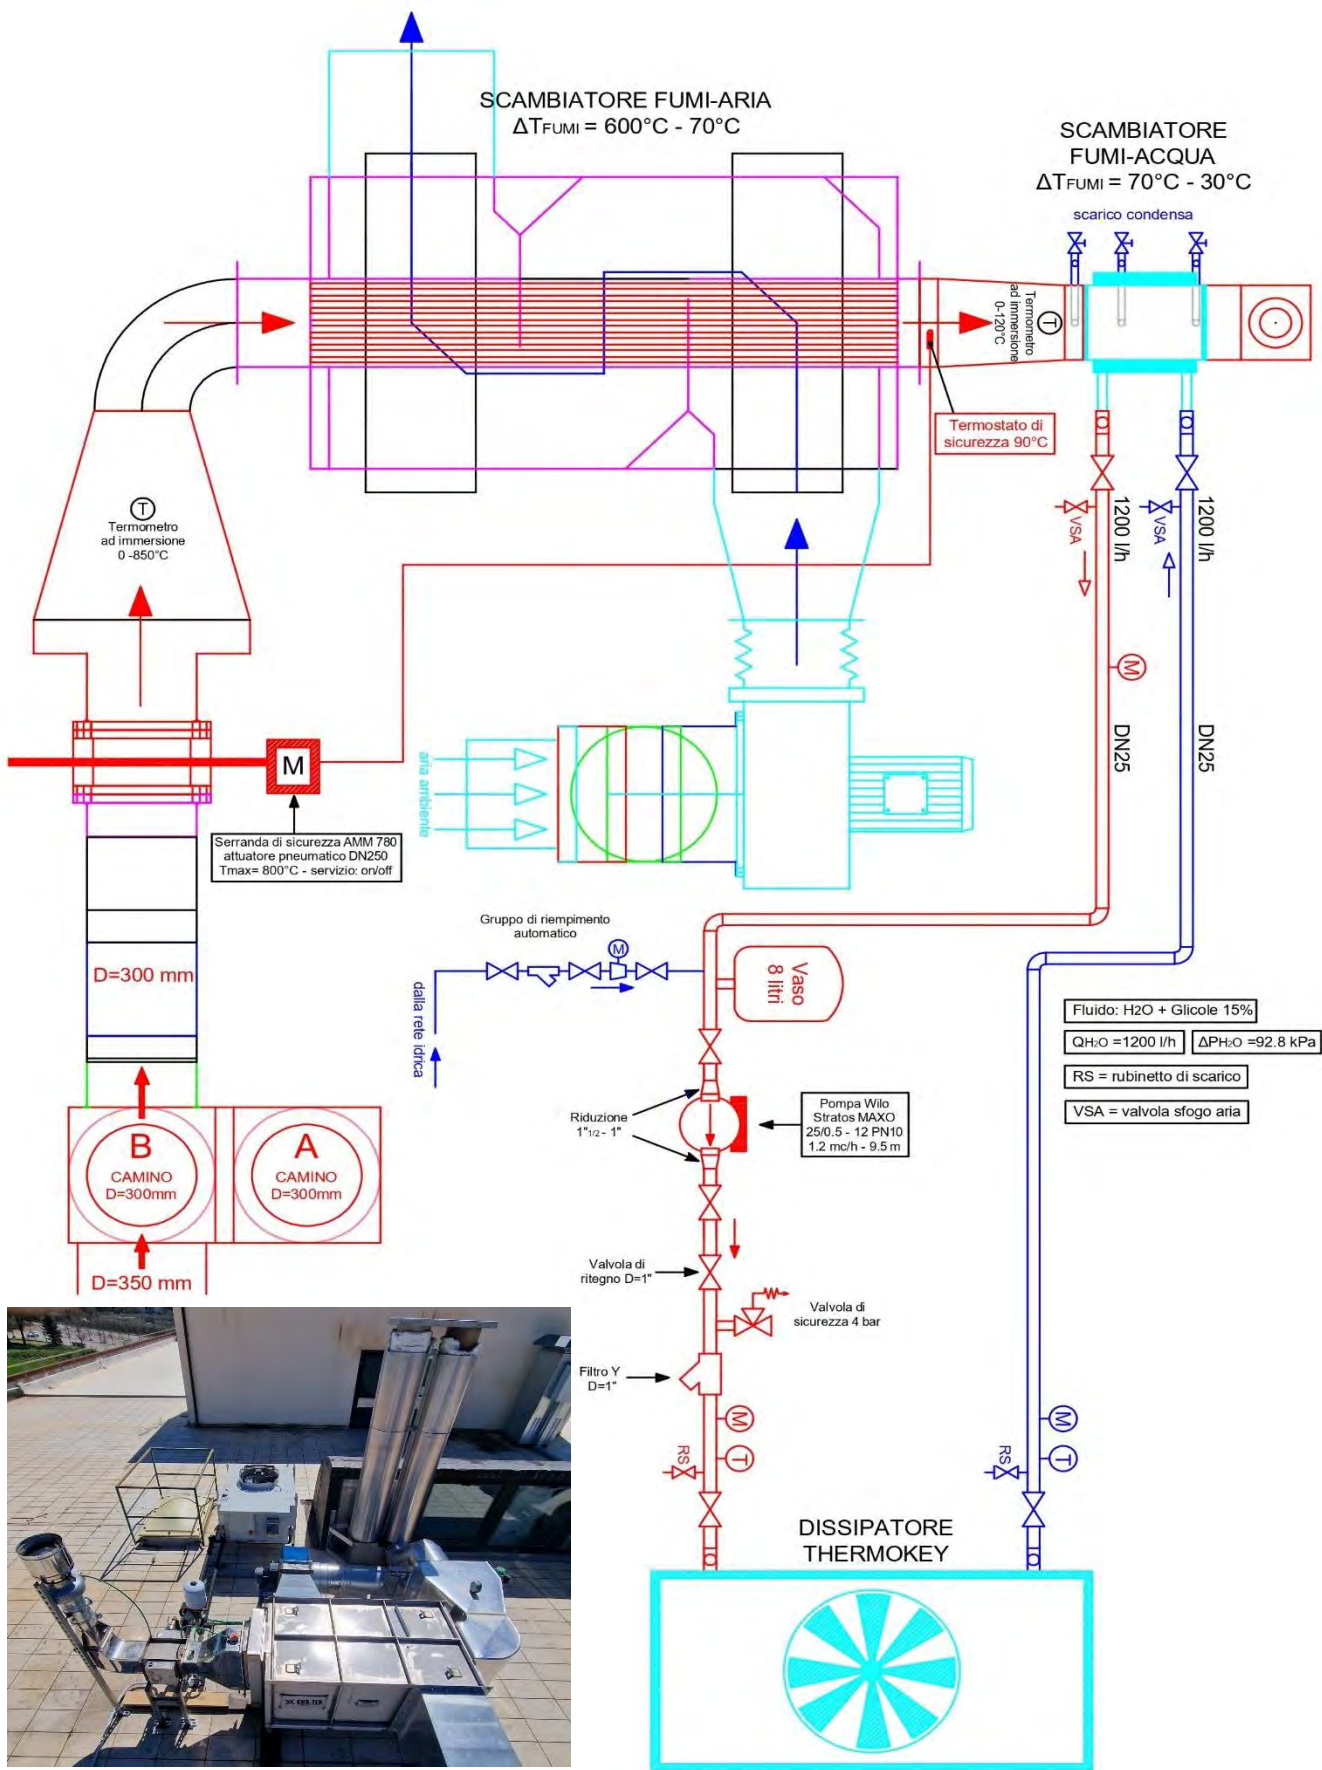 SCAMBIATORE FUMI-ARIA
ΔTFUMI = 600°C - 70°C
SCAMBIATORE
FUMI-ACQUA
ΔTFUMI = 70°C - 30°C
scarico condensa
Termometro
ad immersione
0-120°C
T
Termostato di
sicurezza 90°C
T
Termometro
ad immersione
0 -850°C
VSA
1200 l/h
VSA
1200 l/h
M
DN25
DN25
M
aria ambiente
Serranda di sicurezza AMM 780
attuatore pneumatico DN250
Tmax= 800°C - servizio: on/off
Gruppo di riempimento
automatico
M
dalla rete idrica
Vaso
8 litri
D=300 mm
Fluido: H2O + Glicole 15%
QH2O =1200 l/h
ΔPH2O =92.8 kPa
RS = rubinetto di scarico
VSA = valvola sfogo aria
Riduzione
1"1/2 - 1"
Pompa Wilo
Stratos MAXO
25/0.5 - 12 PN10
1.2 mc/h - 9.5 m
B
CAMINO
D=300mm
A
CAMINO
D=300mm
D=350 mm
Valvola di
ritegno D=1"
Valvola di
sicurezza 4 bar
Filtro Y
D=1"
M
T
RS
M
T
RS
DISSIPATORE
THERMOKEY